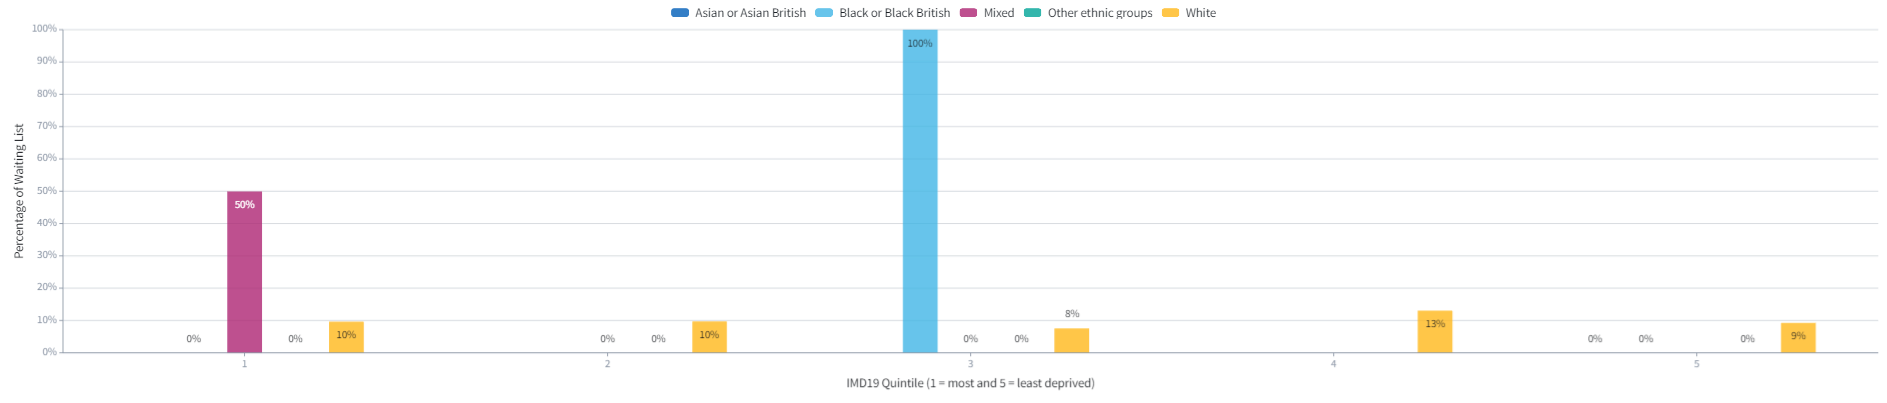 Asian or Asian British Black or Black British Mixed Other ethnic groups White
100%
90%
80%
70%
60%
50%
40%
30%
20%
10%
0%
Percentage of Waiting List
0% 50% 0% 10%
0% 0% 10%
100% 0% 0% 8%
13%
0% 0% 0% 9%
1 2 3 4 5
IMD19 Quintile (1 = most and 5 = least deprived)